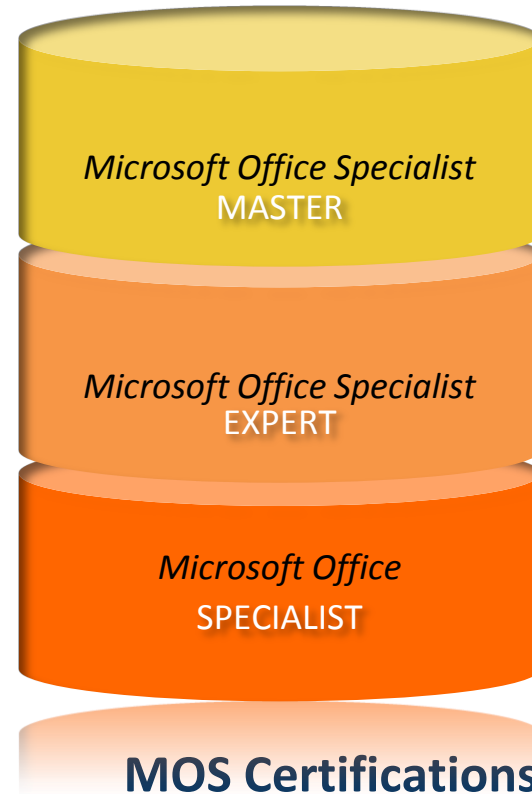 Microsoft Office Specialist
MASTER
Microsoft Office Specialist
EXPERT
Microsoft Office
SPECIALIST
MOS Certifications